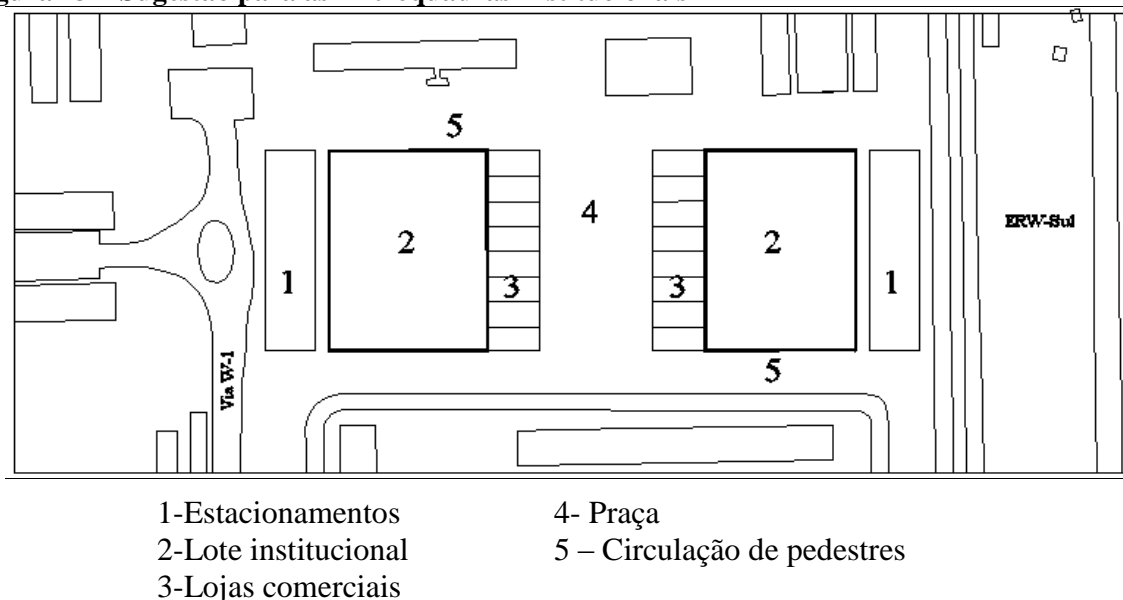 5
4
2
2
ERW-Sul
1
3
3
1
Via W-1
5
1-Estacionamentos
4- Praça
2-Lote institucional
5 – Circulação de pedestres
3-Lojas comerciais